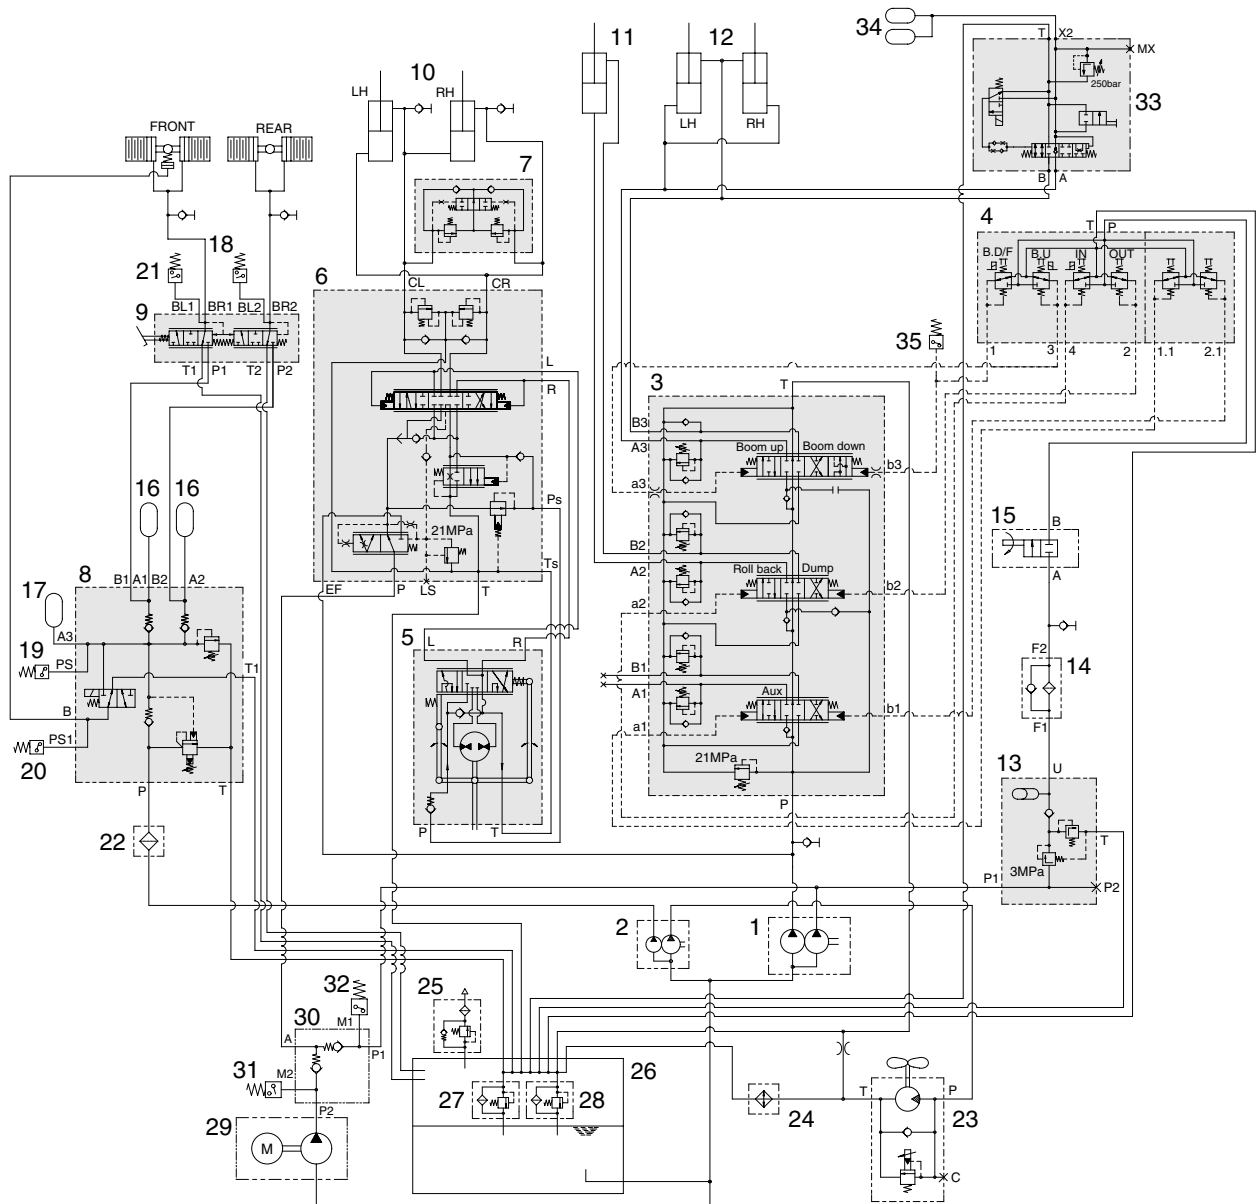 34
T X2
MX
250bar
33
B A
11
12
LH RH
10
LH RH
7
FRONT REAR
18
21
9
BL1 BR1 BL2 BR2
T1 P1 T2 P2
6
CL CR
L
R
Ps
21MPa
Ts
EF P LS T
4
T P
B.D/F B.U IN OUT
1 3 4 2 1.1 2.1
35
3
T
B3
A3
Boom up Boom down
a3 b3
B2
A2
Roll back Dump
a2 b2
B1
A1
Aux
a1 b1
21MPa
P
16 16
8
B1 A1 B2 A2
17
A3
19
PS
T1
B
PS1
20
P T
5
L R
P T
15
B
A
F2
14
F1
13
U
T
3MPa
P1 P2
22
2
1
32
25
30
A M1
P1
31
M2
P2
29
M
26
27 28
24
T P
23
C